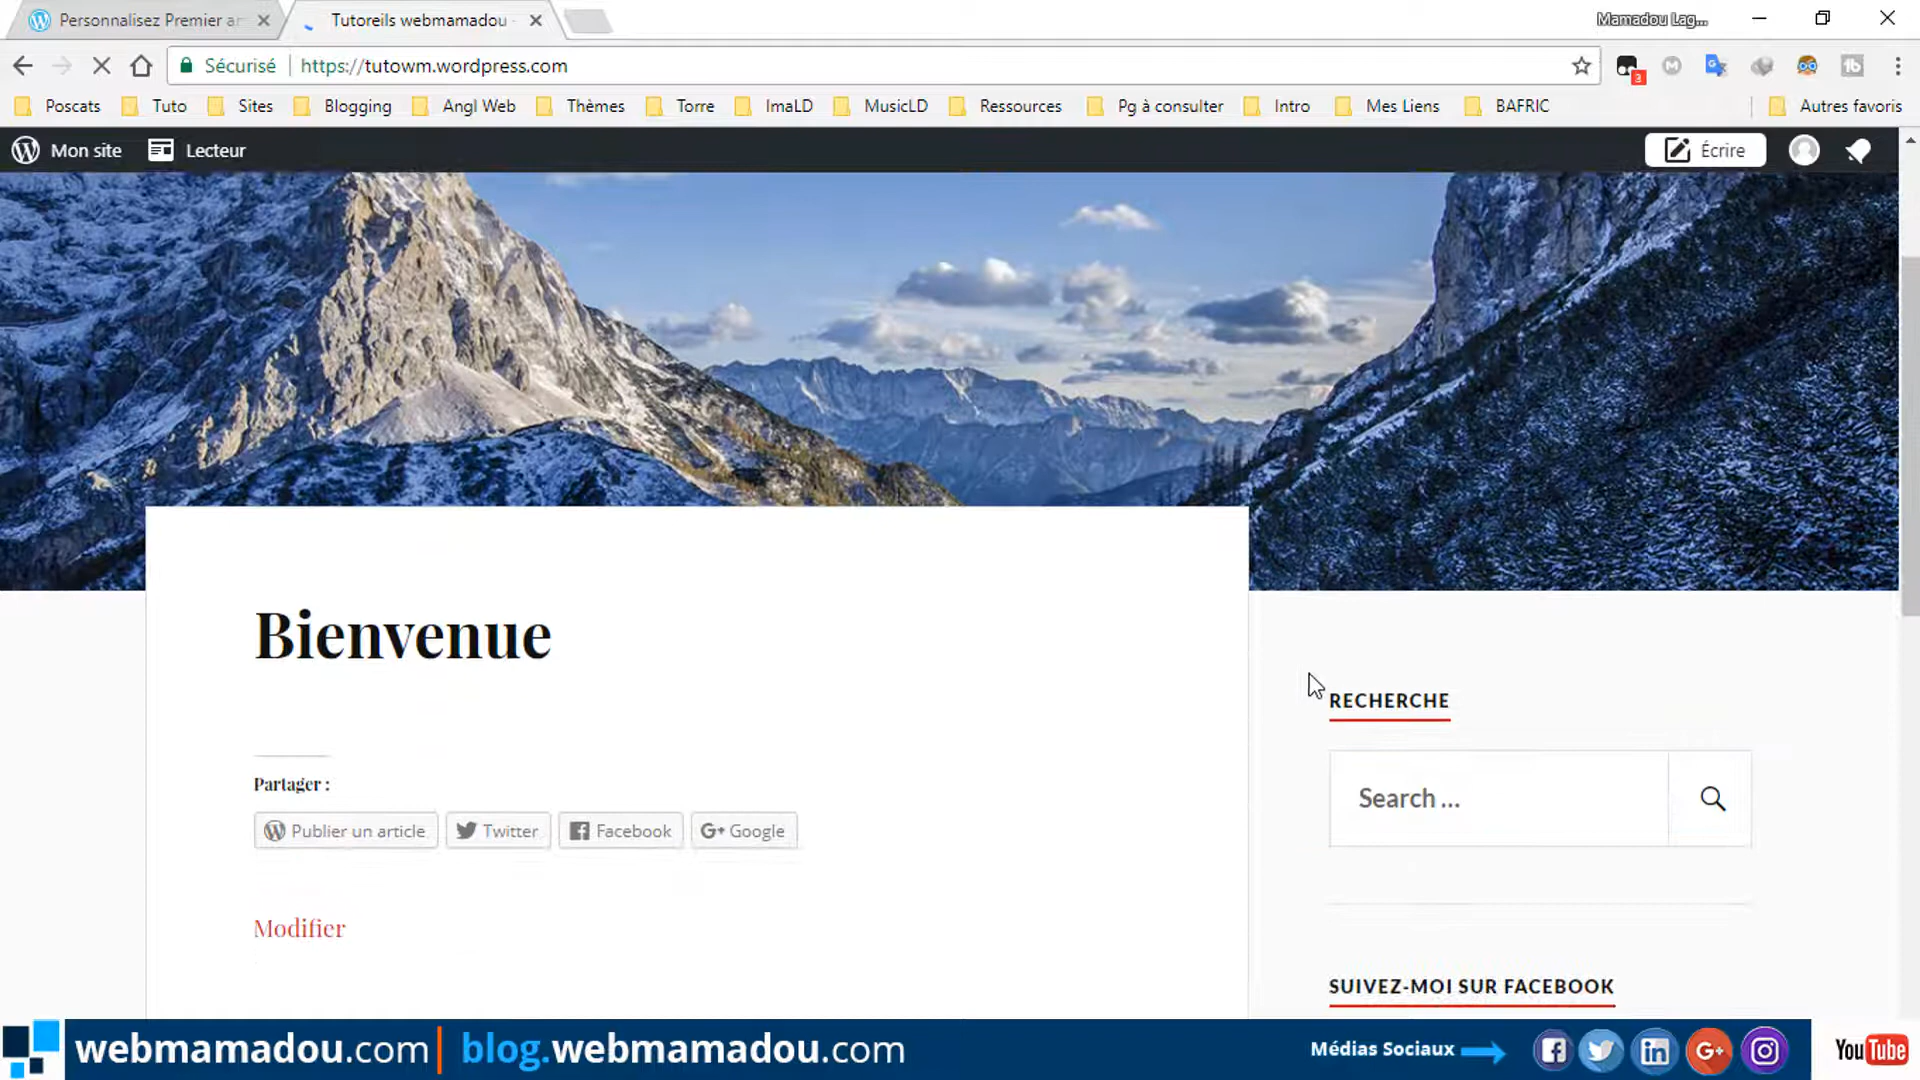 Personnalisez Premier ar
Tutoreils webmamadou
Mamadou Lag...
Sécurisé
https://tutowm.wordpress.com
3
Poscats
Tuto
Sites
Blogging
Angl Web
Thèmes
Torre
ImaLD
MusicLD
Ressources
Pg à consulter
Intro
Mes Liens
BAFRIC
Autres favoris
Mon site
Lecteur
Écrire
Bienvenue
RECHERCHE
Search ...
Partager :
Publier un article
Twitter
Facebook
G+ Google
Modifier
SUIVEZ-MOI SUR FACEBOOK
webmamadou.com
blog.webmamadou.com
Médias Sociaux
YouTube